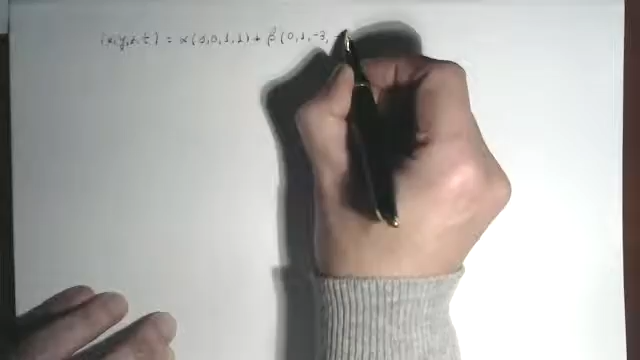 (x,y,z,t) = α(0,0,1,1) + β(0,1,-3,